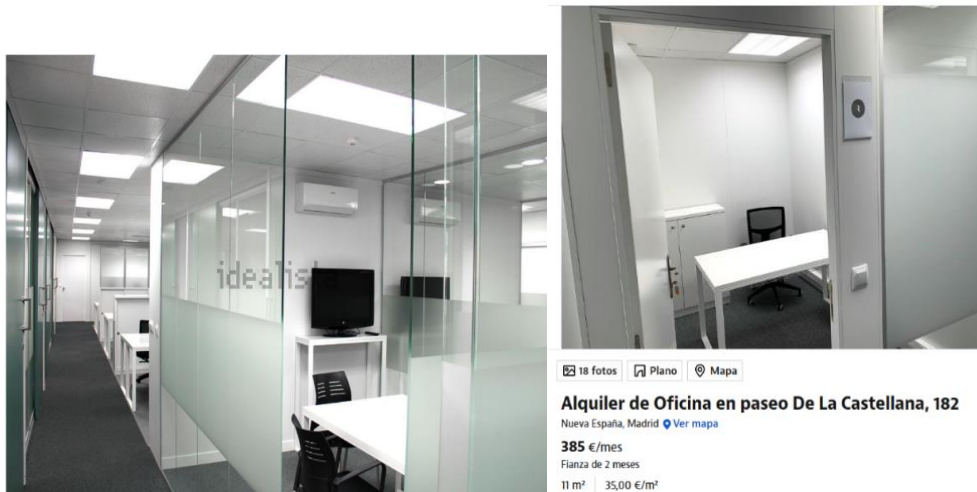 idealista
18 fotos Plano Mapa
Alquiler de Oficina en paseo De La Castellana, 182
Nueva España, Madrid Ver mapa
385 €/mes
Fianza de 2 meses
11 m² 35,00 €/m²